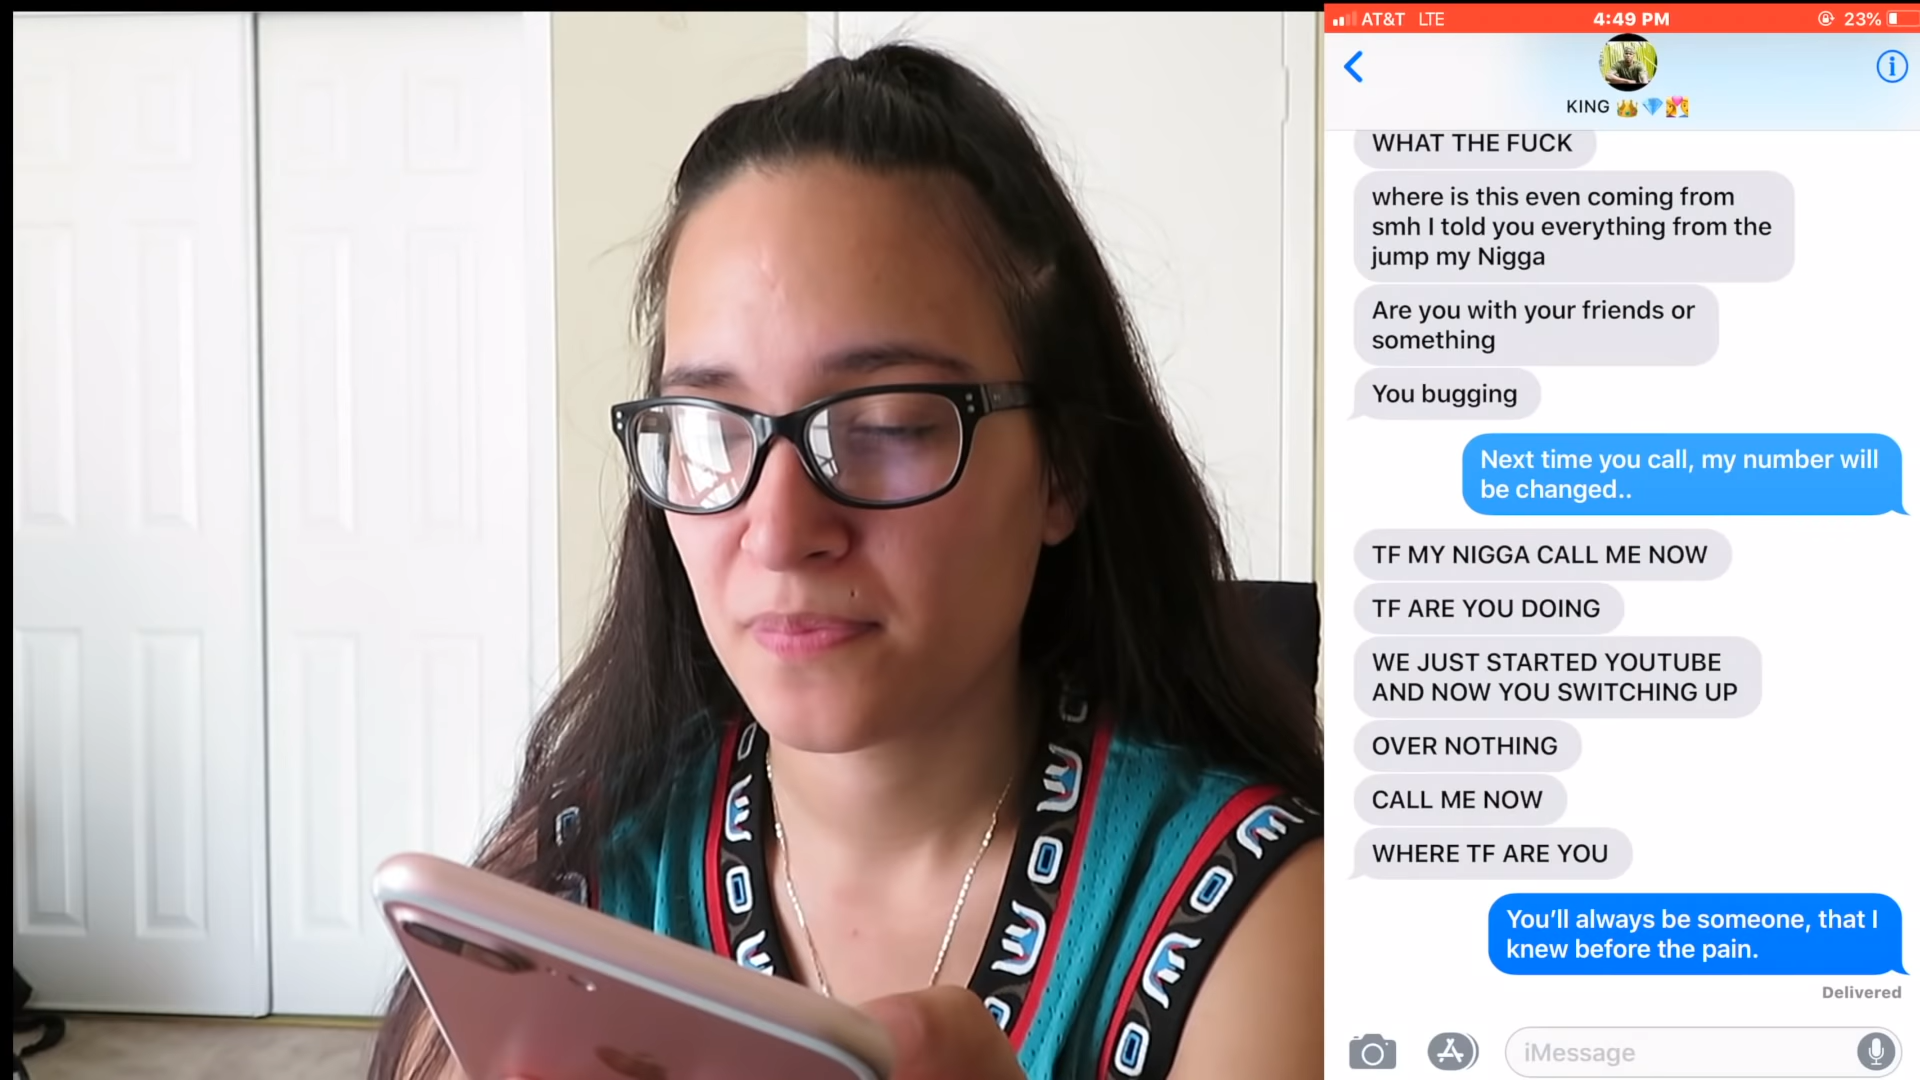 AT&T LTE 4:49 PM 23%
KING 👑💎💏
WHAT THE FUCK
where is this even coming from
smh I told you everything from the
jump my Nigga
Are you with your friends or
something
You bugging
Next time you call, my number will
be changed..
TF MY NIGGA CALL ME NOW
TF ARE YOU DOING
WE JUST STARTED YOUTUBE
AND NOW YOU SWITCHING UP
OVER NOTHING
CALL ME NOW
WHERE TF ARE YOU
You’ll always be someone, that I
knew before the pain.
Delivered
iMessage